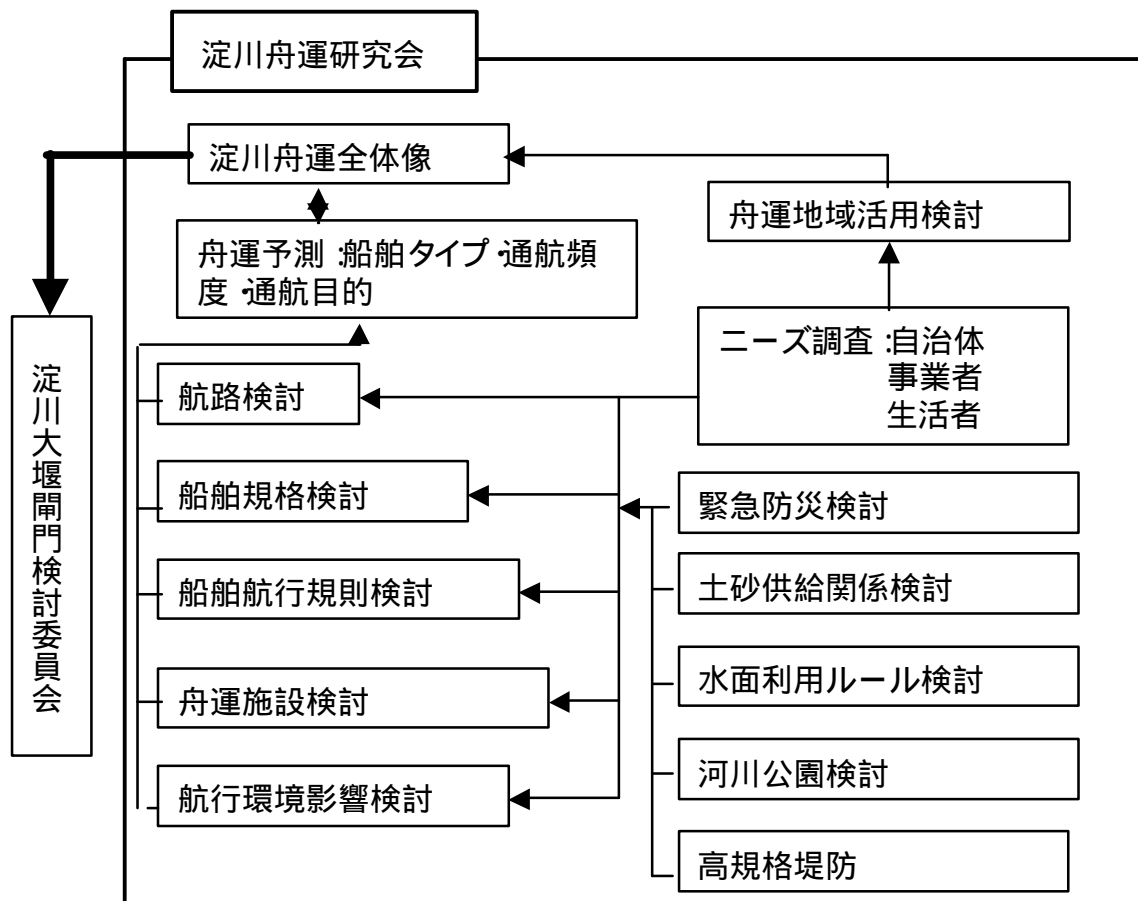 淀川舟運研究会
淀川舟運全体像
舟運地域活用検討
舟運予測:船舶タイプ・通航頻
度・通航目的
ニーズ調査:自治体
事業者
生活者
淀川大堰閘門検討委員会
航路検討
船舶規格検討
緊急防災検討
船舶航行規則検討
土砂供給関係検討
舟運施設検討
水面利用ルール検討
航行環境影響検討
河川公園検討
高規格堤防